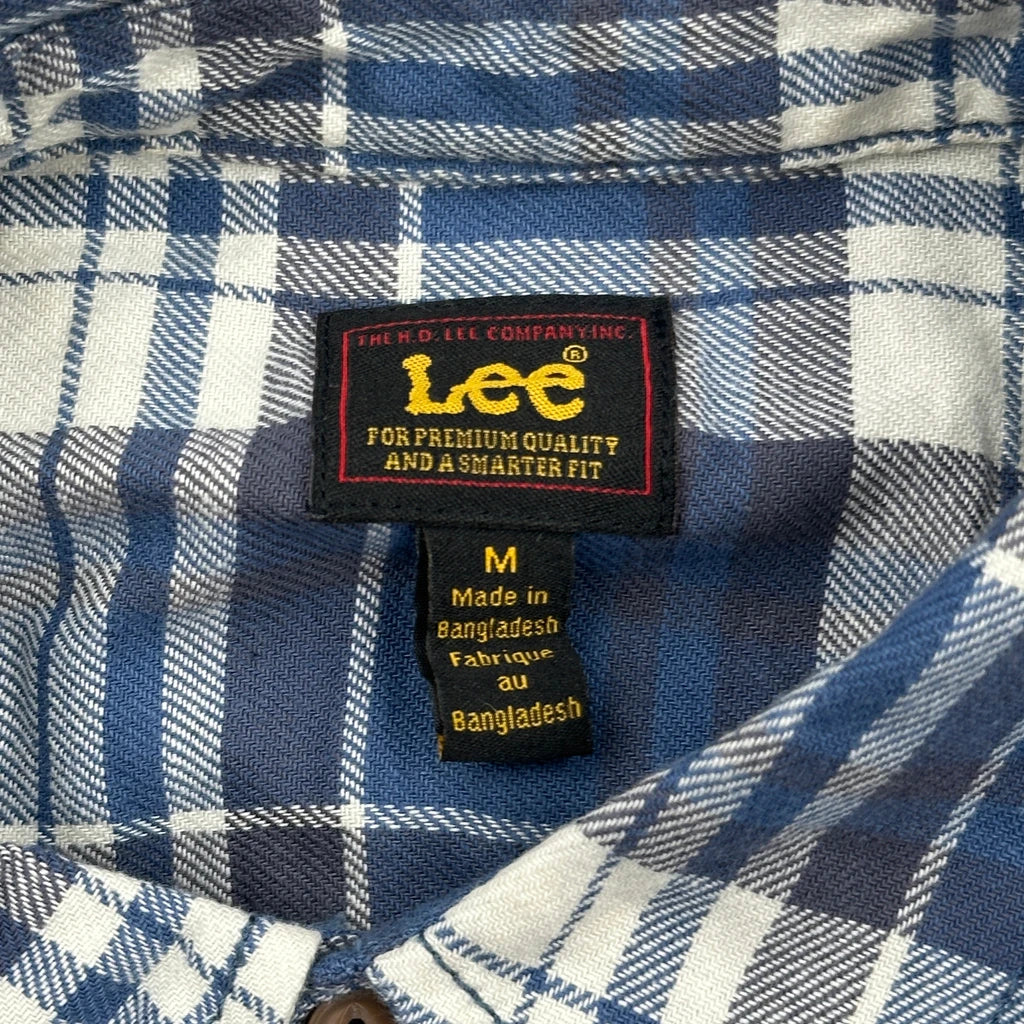 THE H.D. LEE COMPANY, INC.
Lee®
FOR PREMIUM QUALITY
AND A SMARTER FIT
M
Made in
Bangladesh
Fabrique
au
Bangladesh